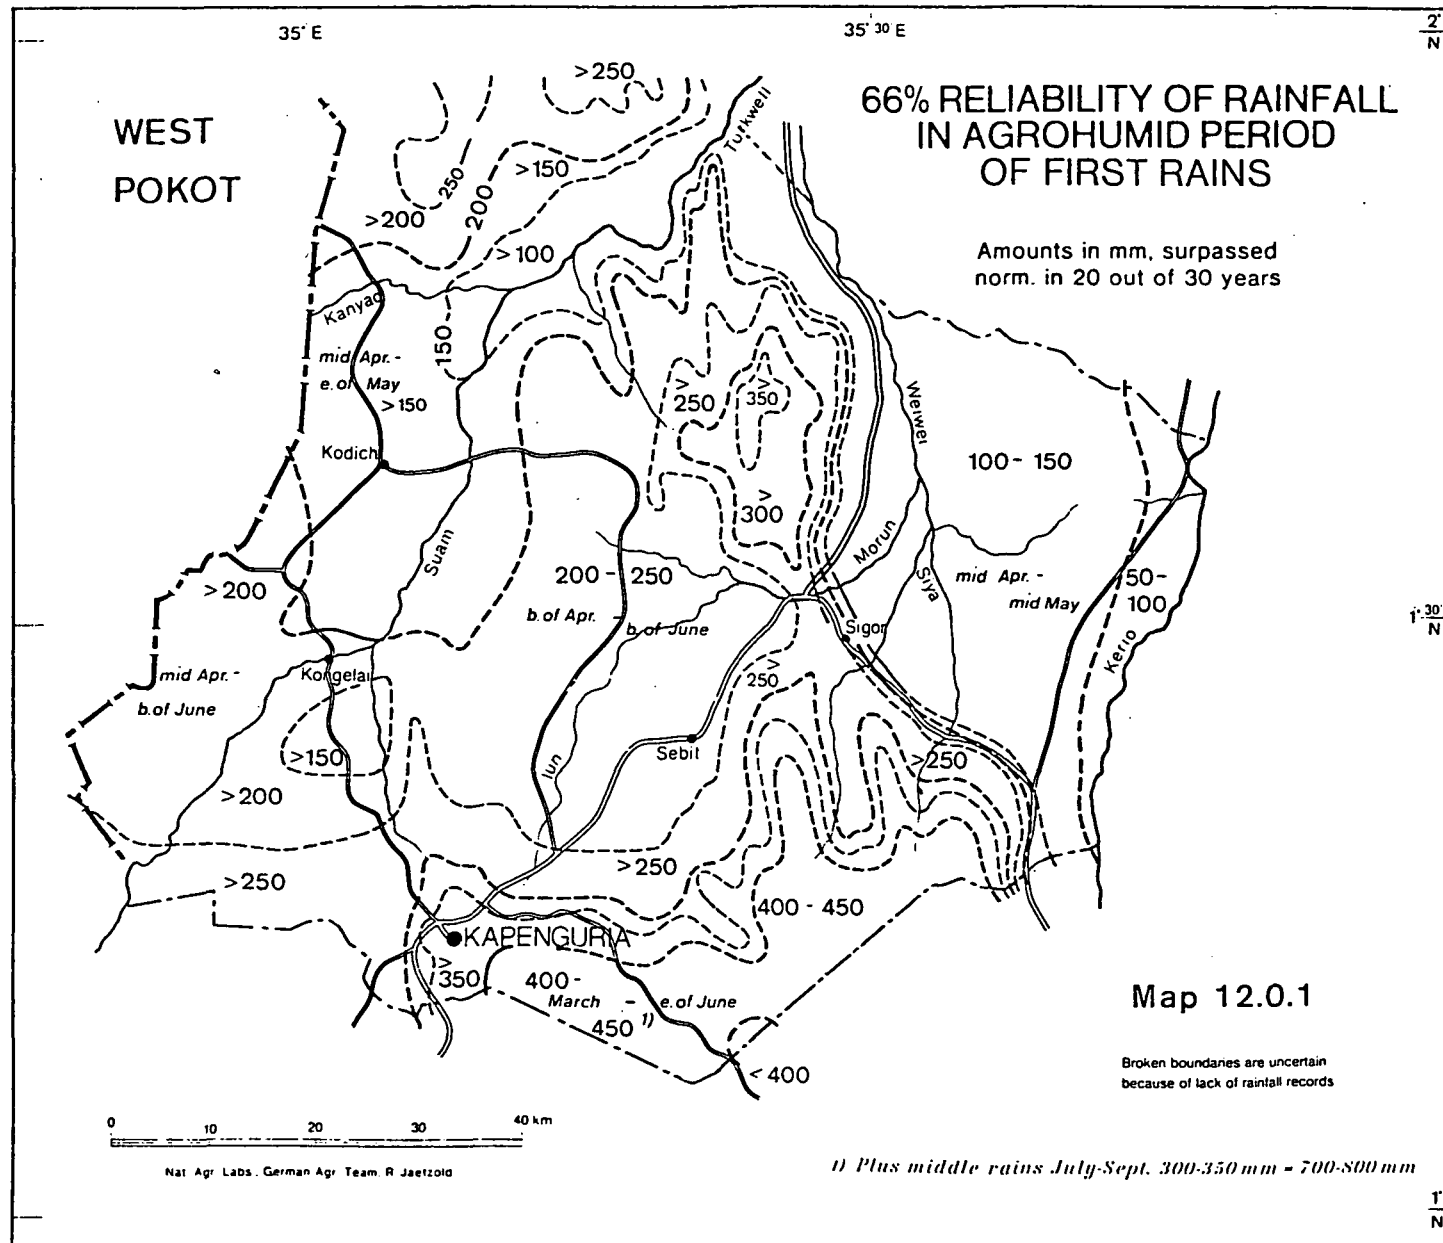 35° E
35° 30' E
2°
N
WEST
POKOT
66% RELIABILITY OF RAINFALL
IN AGROHUMID PERIOD
OF FIRST RAINS
Amounts in mm, surpassed
norm. in 20 out of 30 years
>250
Turkwell
>150
250
200
>200
>100
Kanyao
150
mid Apr. -
e. of May
>150
Kodich
>
250
>
350
Weiwei
100 - 150
>
300
Suam
Morun
Siya
200 - 250
>200
b. of Apr. - b. of June
mid Apr. -
mid May
50 -
100
1° 30'
N
Sigor
Kerio
Kongelai
mid Apr. -
b. of June
>
250
Sebit
Iun
>150
>250
>200
>250
>250
400 - 450
KAPENGURIA
>
350
400 -
March - e. of June
450 1)
< 400
Map 12.0.1
Broken boundaries are uncertain
because of lack of rainfall records
0 10 20 30 40 km
Nat. Agr. Labs. German Agr. Team. R. Jaetzold
1) Plus middle rains July-Sept. 300-350 mm = 700-800 mm
1°
N